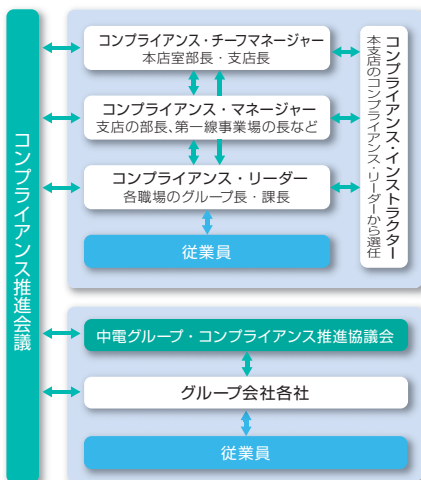 コンプライアンス推進会議
コンプライアンス・チーフマネージャー
本店室部長・支店長
コンプライアンス・マネージャー
支店の部長、第一線事業場の長など
コンプライアンス・リーダー
各職場のグループ長・課長
従業員
コンプライアンス・インストラクター
本支店のコンプライアンス・リーダーから選任
中電グループ・コンプライアンス推進協議会
グループ会社各社
従業員